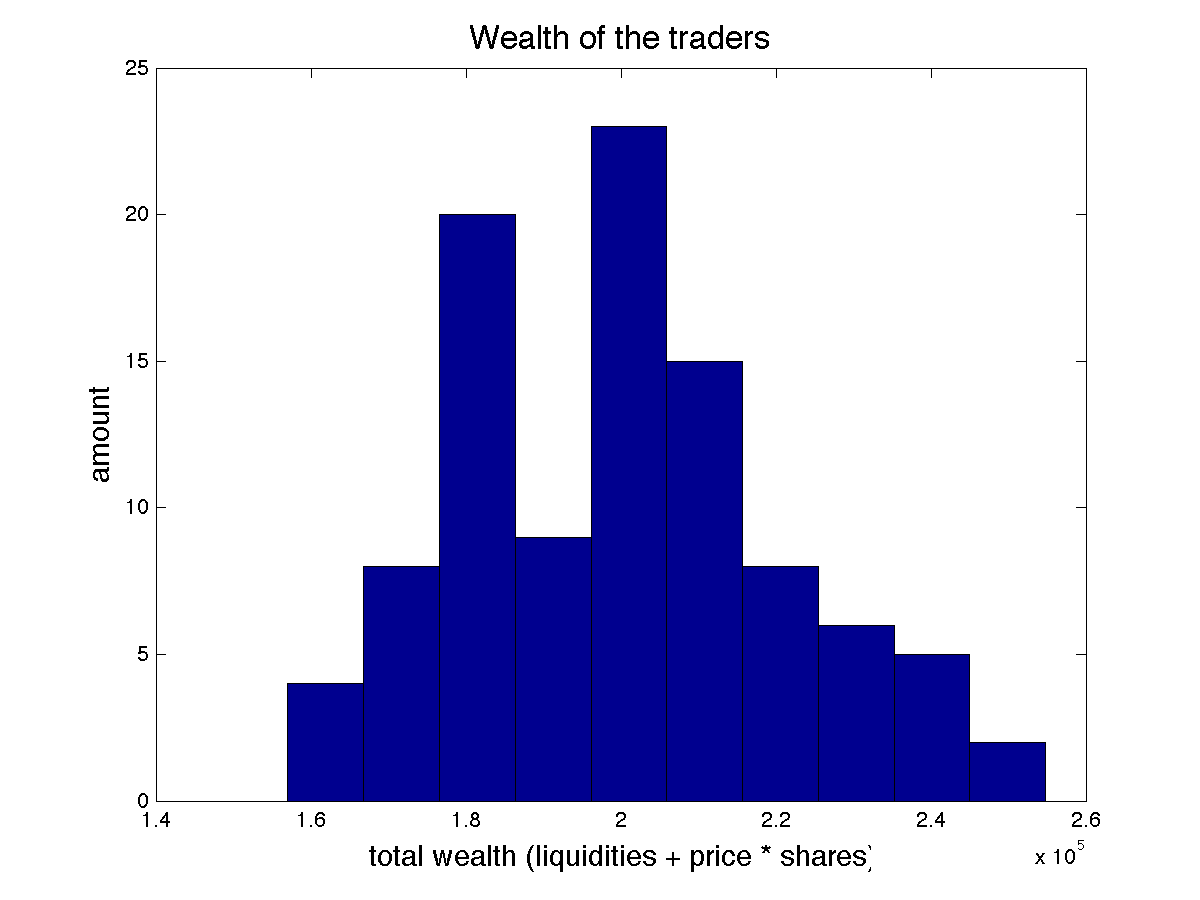 Wealth of the traders
25
20
15
10
5
0
amount
1.4 1.6 1.8 2 2.2 2.4 2.6
total wealth (liquidities + price * shares)
x 10^5